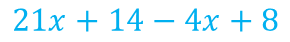 21x + 14 − 4x + 8